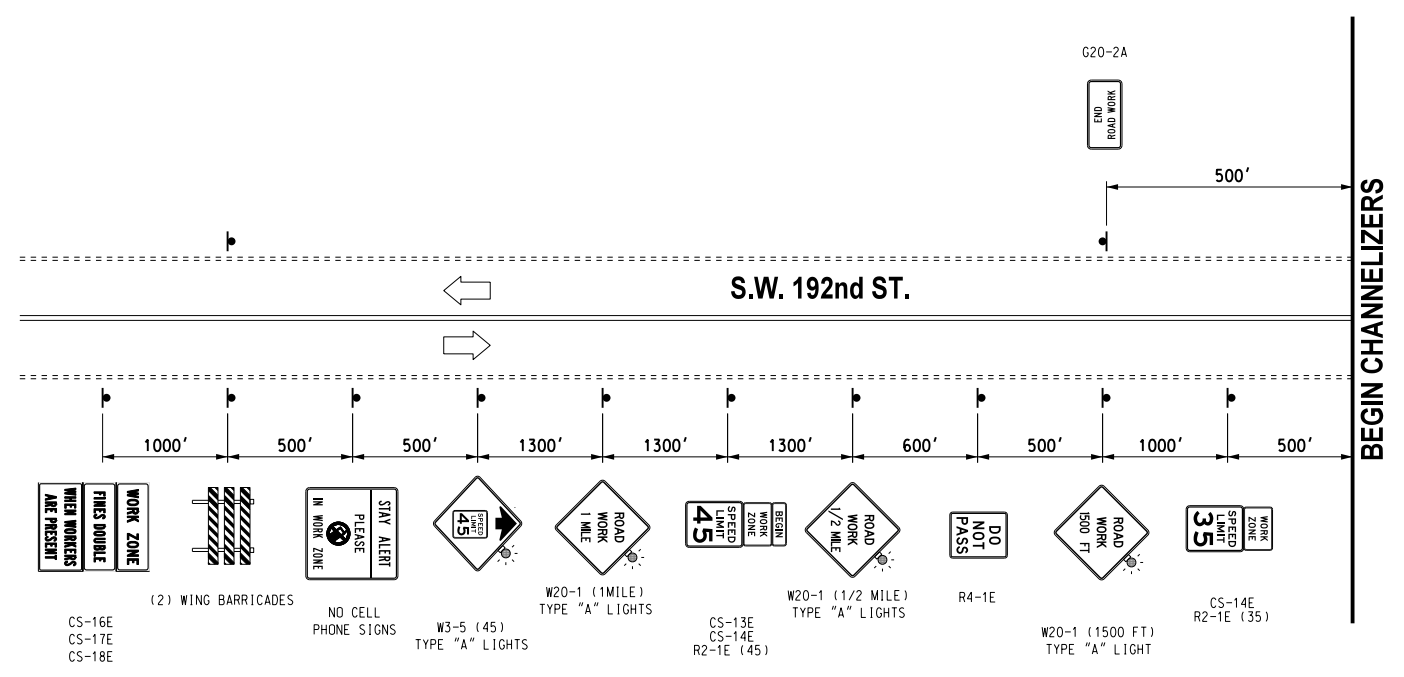 G20-2A
END
ROAD WORK
500'
BEGIN CHANNELIZERS
S.W. 192nd ST.
1000'
500'
500'
1300'
1300'
1300'
600'
500'
1000'
500'
WORK ZONE
FINES DOUBLE
WHEN WORKERS
ARE PRESENT
CS-16E
CS-17E
CS-18E
(2) WING BARRICADES
STAY ALERT
PLEASE
IN WORK ZONE
NO CELL
PHONE SIGNS
SPEED
LIMIT
45
W3-5 (45)
TYPE "A" LIGHTS
ROAD
WORK
1 MILE
W20-1 (1MILE)
TYPE "A" LIGHTS
BEGIN
WORK
ZONE
SPEED
LIMIT
45
CS-13E
CS-14E
R2-1E (45)
ROAD
WORK
1/2 MILE
W20-1 (1/2 MILE)
TYPE "A" LIGHTS
DO
NOT
PASS
R4-1E
ROAD
WORK
1500 FT
W20-1 (1500 FT)
TYPE "A" LIGHT
WORK
ZONE
SPEED
LIMIT
35
CS-14E
R2-1E (35)